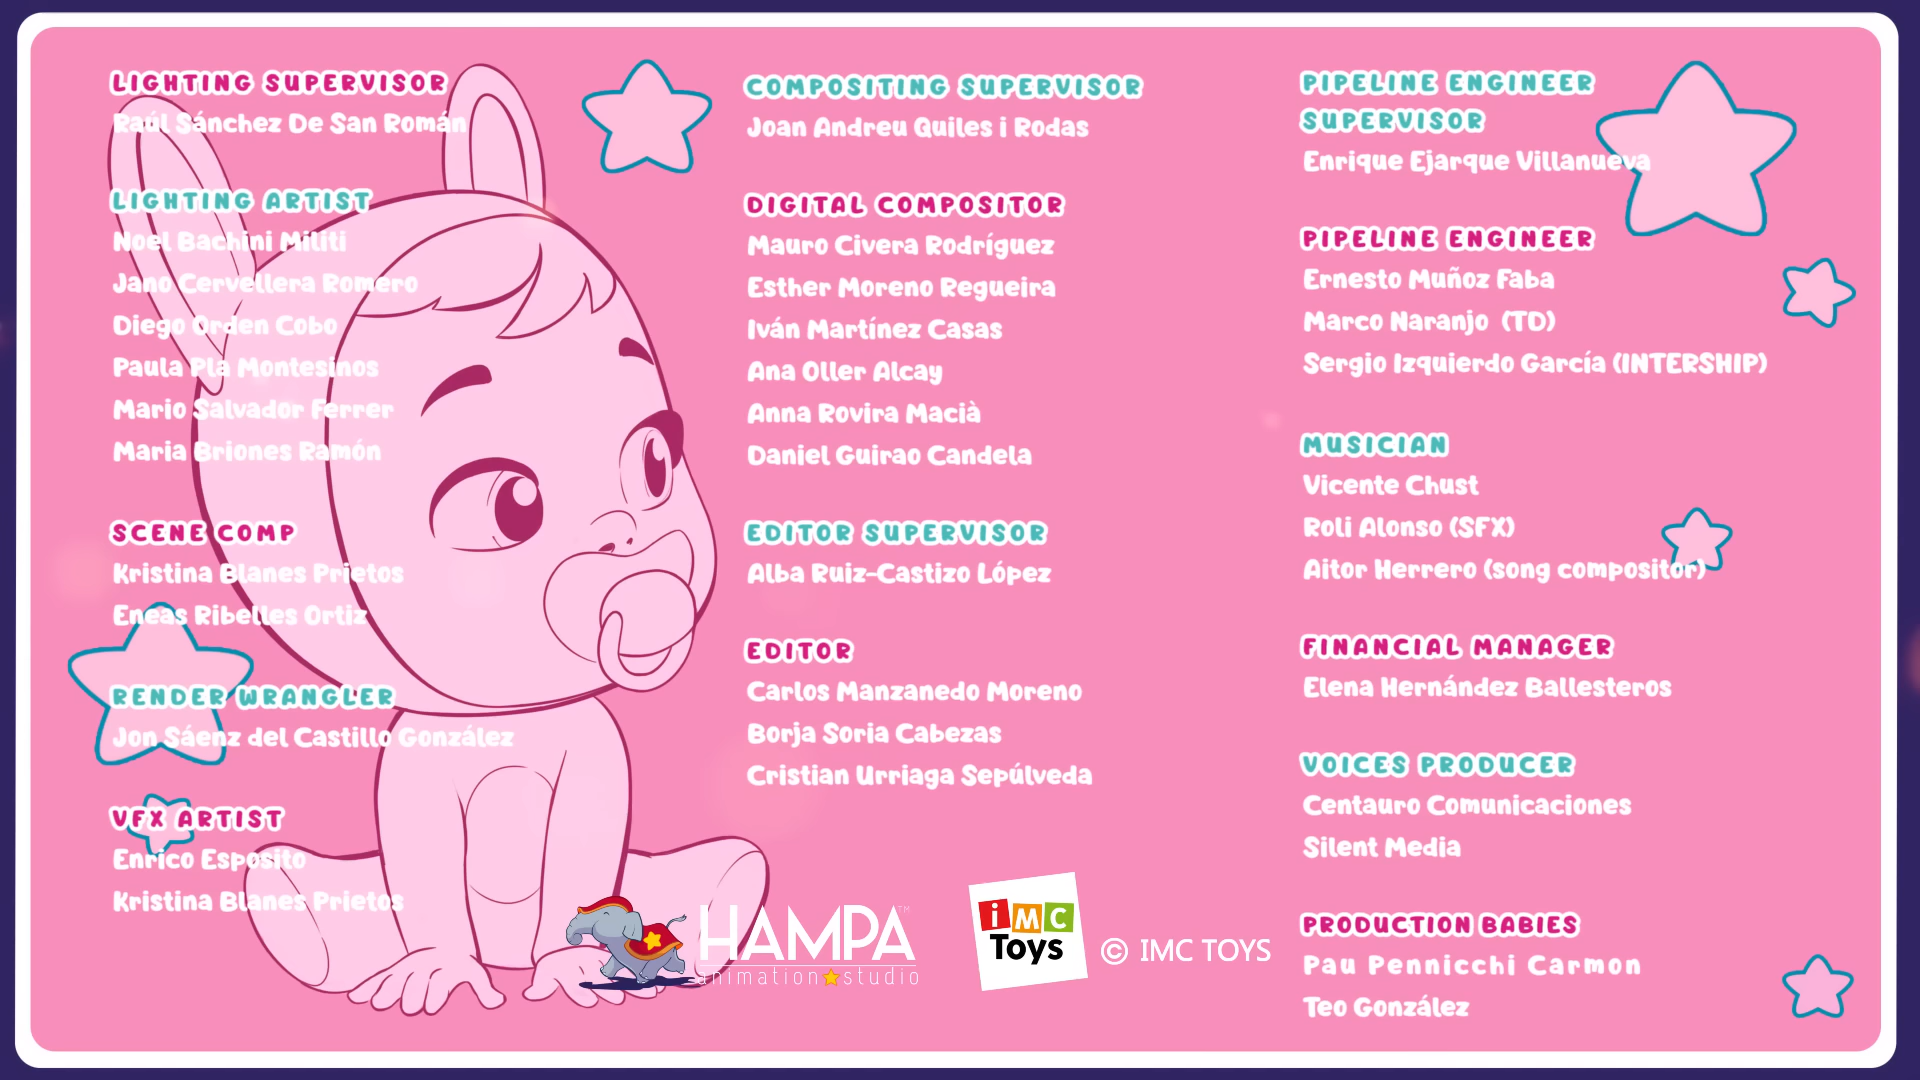 LIGHTING SUPERVISOR
Raúl Sánchez De San Román
LIGHTING ARTIST
Noel Bachini Militi
Jano Cervellera Romero
Diego Orden Cobo
Paula Pla Montesinos
Mario Salvador Ferrer
Maria Briones Ramón
SCENE COMP
Kristina Blanes Prietos
Eneas Ribelles Ortiz
RENDER WRANGLER
Jon Sáenz del Castillo González
VFX ARTIST
Enrico Esposito
Kristina Blanes Prietos
COMPOSITING SUPERVISOR
Joan Andreu Quiles i Rodas
DIGITAL COMPOSITOR
Mauro Civera Rodríguez
Esther Moreno Regueira
Iván Martínez Casas
Ana Oller Alcay
Anna Rovira Macià
Daniel Guirao Candela
EDITOR SUPERVISOR
Alba Ruiz-Castizo López
EDITOR
Carlos Manzanedo Moreno
Borja Soria Cabezas
Cristian Urriaga Sepúlveda
HAMPA™
animation studio
iMC
Toys
© IMC TOYS
PIPELINE ENGINEER
SUPERVISOR
Enrique Ejarque Villanueva
PIPELINE ENGINEER
Ernesto Muñoz Faba
Marco Naranjo (TD)
Sergio Izquierdo García (INTERSHIP)
MUSICIAN
Vicente Chust
Roli Alonso (SFX)
Aitor Herrero (song compositor)
FINANCIAL MANAGER
Elena Hernández Ballesteros
VOICES PRODUCER
Centauro Comunicaciones
Silent Media
PRODUCTION BABIES
Pau Pennicchi Carmon
Teo González